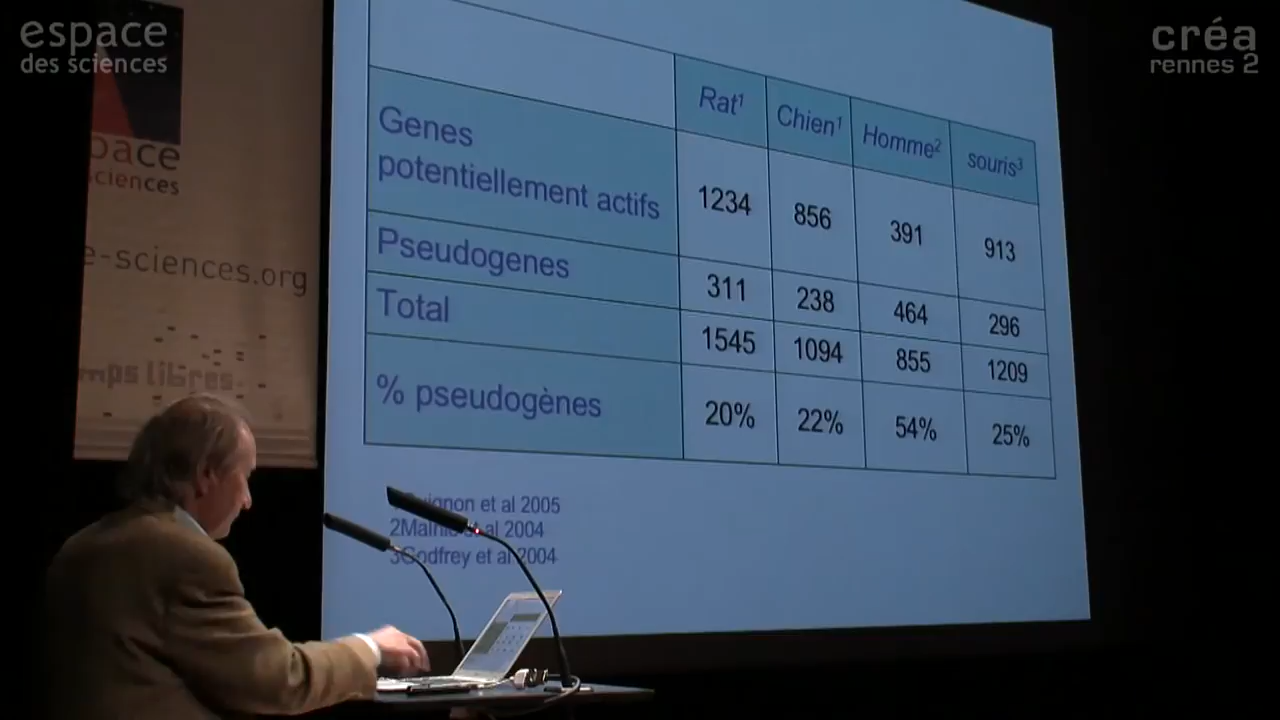 espace
des sciences
créa
rennes 2
pace
sciences
e-sciences.org
mps libres
Rat¹ Chien¹ Homme² souris³
Genes
potentiellement actifs 1234 856 391 913
Pseudogenes 311 238 464 296
Total 1545 1094 855 1209
% pseudogènes 20% 22% 54% 25%
et al 2005
al 2004
3Godfrey et al 2004